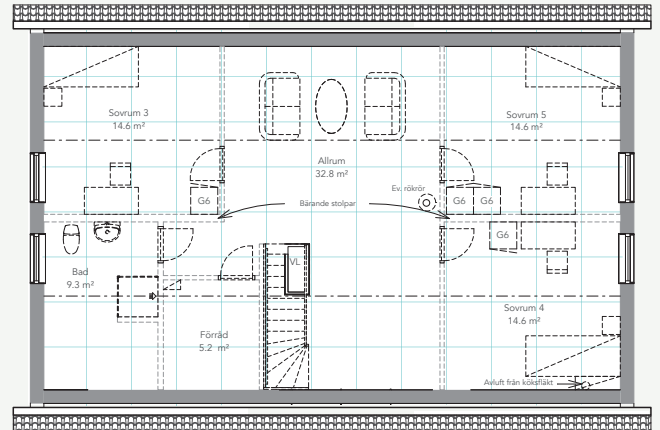 Sovrum 3
14.6 m²
Allrum
32.8 m²
Sovrum 5
14.6 m²
Ev. rökrör
G6
Bärande stolpar
G6
G6
G6
Bad
9.3 m²
VL
Förråd
5.2 m²
Sovrum 4
14.6 m²
Avluft från köksfläkt